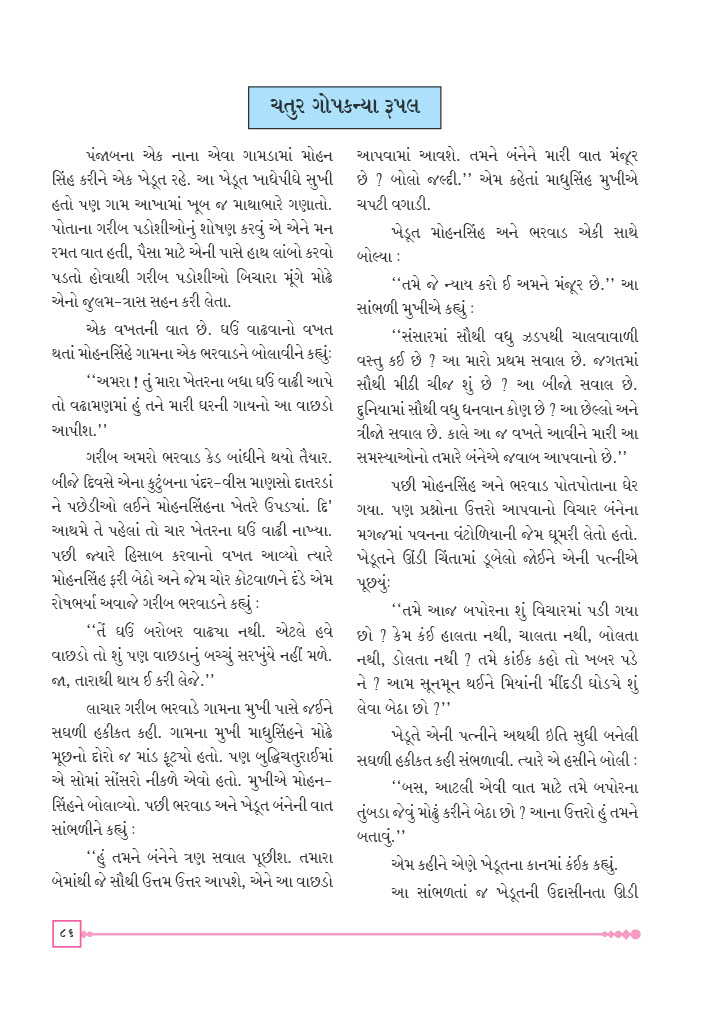 ચતુર ગોપકન્યા રૂપલ
પંજાબના એક નાના એવા ગામડામાં મોહન
સિંહ કરીને એક ખેડૂત રહે. આ ખેડૂત ખાધેપીધે સુખી
હતો પણ ગામ આખામાં ખૂબ જ માથાભારે ગણાતો.
પોતાના ગરીબ પડોશીઓનું શોષણ કરવું એ એને મન
રમત વાત હતી, પૈસા માટે એની પાસે હાથ લાંબો કરવો
પડતો હોવાથી ગરીબ પડોશીઓ બિચારા મૂંગે મોઢે
એનો જુલમ-ત્રાસ સહન કરી લેતા.
એક વખતની વાત છે. ઘઉં વાઢવાનો વખત
થતાં મોહનસિંહે ગામના એક ભરવાડને બોલાવીને કહ્યુંઃ
‘‘અમરા ! તું મારા ખેતરના બધા ઘઉં વાઢી આપે
તો વઢામણમાં હું તને મારી ઘરની ગાયનો આ વાછડો
આપીશ.’’
ગરીબ અમરો ભરવાડ કેડ બાંધીને થયો તૈયાર.
બીજે દિવસે એના કુટુંબના પંદર-વીસ માણસો દાતરડાં
ને પછેડીઓ લઈને મોહનસિંહના ખેતરે ઉપડ્યાં. દિ’
આથમે તે પહેલાં તો ચાર ખેતરના ઘઉં વાઢી નાખ્યા.
પછી જ્યારે હિસાબ કરવાનો વખત આવ્યો ત્યારે
મોહનસિંહ ફરી બેઠો અને જેમ ચોર કોટવાળને દંડે એમ
રોષભર્યા અવાજે ગરીબ ભરવાડને કહ્યું :
‘‘તેં ઘઉં બરોબર વાઢ્યા નથી. એટલે હવે
વાછડો તો શું પણ વાછડાનું બચ્ચું સરખુંયે નહીં મળે.
જા, તારાથી થાય ઈ કરી લેજે.’’
લાચાર ગરીબ ભરવાડે ગામના મુખી પાસે જઈને
સઘળી હકીકત કહી. ગામના મુખી માધુસિંહને મોઢે
મૂછનો દોરો જ માંડ ફૂટ્યો હતો. પણ બુદ્ધિચતુરાઈમાં
એ સોમાં સોંસરો નીકળે એવો હતો. મુખીએ મોહન-
સિંહને બોલાવ્યો. પછી ભરવાડ અને ખેડૂત બંનેની વાત
સાંભળીને કહ્યું :
‘‘હું તમને બંનેને ત્રણ સવાલ પૂછીશ. તમારા
બેમાંથી જે સૌથી ઉત્તમ ઉત્તર આપશે, એને આ વાછડો
આપવામાં આવશે. તમને બંનેને મારી વાત મંજૂર
છે ? બોલો જલ્દી.’’ એમ કહેતાં માધુસિંહ મુખીએ
ચપટી વગાડી.
ખેડૂત મોહનસિંહ અને ભરવાડ એકી સાથે
બોલ્યા :
‘‘તમે જે ન્યાય કરો ઈ અમને મંજૂર છે.’’ આ
સાંભળી મુખીએ કહ્યું :
‘‘સંસારમાં સૌથી વધુ ઝડપથી ચાલવાવાળી
વસ્તુ કઈ છે ? આ મારો પ્રથમ સવાલ છે. જગતમાં
સૌથી મીઠી ચીજ શું છે ? આ બીજો સવાલ છે.
દુનિયામાં સૌથી વધુ ધનવાન કોણ છે ? આ છેલ્લો અને
ત્રીજો સવાલ છે. કાલે આ જ વખતે આવીને મારી આ
સમસ્યાઓનો તમારે બંનેએ જવાબ આપવાનો છે.’’
પછી મોહનસિંહ અને ભરવાડ પોતપોતાના ઘેર
ગયા. પણ પ્રશ્નોના ઉત્તરો આપવાનો વિચાર બંનેના
મગજમાં પવનના વંટોળિયાની જેમ ઘૂમરી લેતો હતો.
ખેડૂતને ઊંડી ચિંતામાં ડૂબેલો જોઈને એની પત્નીએ
પૂછ્યુંઃ
‘‘તમે આજ બપોરના શું વિચારમાં પડી ગયા
છો ? કેમ કંઈ હાલતા નથી, ચાલતા નથી, બોલતા
નથી, ડોલતા નથી ? તમે કાંઈક કહો તો ખબર પડે
ને ? આમ સૂનમૂન થઈને મિયાંની મીંદડી ઘોડ્યે શું
લેવા બેઠા છો ?’’
ખેડૂતે એની પત્નીને અથથી ઇતિ સુધી બનેલી
સઘળી હકીકત કહી સંભળાવી. ત્યારે એ હસીને બોલી :
‘‘બસ, આટલી એવી વાત માટે તમે બપોરના
તુંબડા જેવું મોઢું કરીને બેઠા છો ? આના ઉત્તરો હું તમને
બતાવું.’’
એમ કહીને એણે ખેડૂતના કાનમાં કંઈક કહ્યું.
આ સાંભળતાં જ ખેડૂતની ઉદાસીનતા ઊડી
૮૬